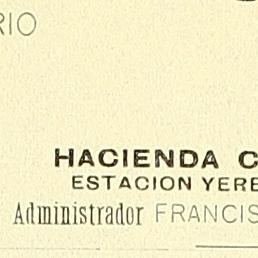 RIO
HACIENDA C
ESTACION YERE
Administrador FRANCIS